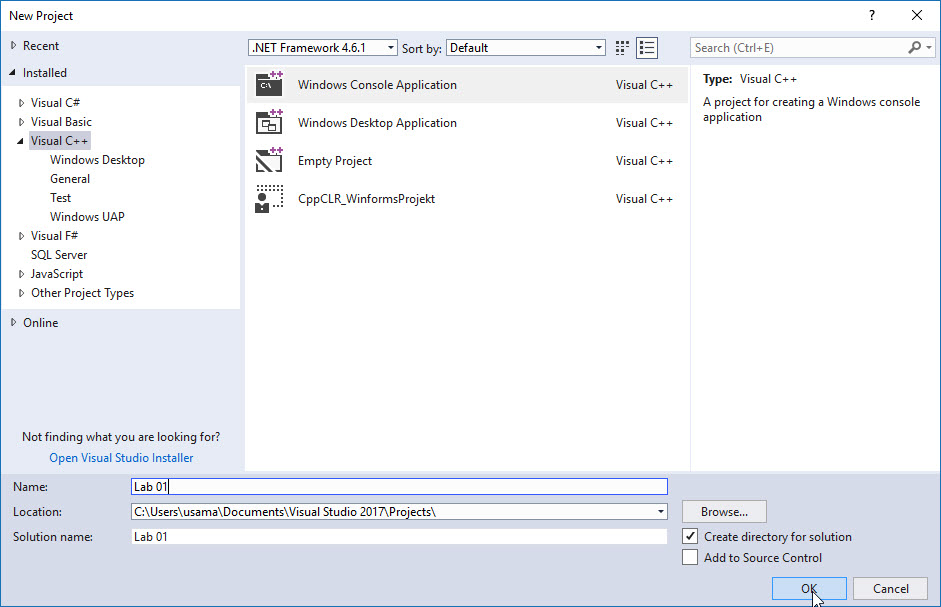 New Project
?
Recent
.NET Framework 4.6.1
Sort by:
Default
Search (Ctrl+E)
Installed
Visual C#
Visual Basic
Visual C++
Windows Desktop
General
Test
Windows UAP
Visual F#
SQL Server
JavaScript
Other Project Types
Online
Not finding what you are looking for?
Open Visual Studio Installer
C:\
Windows Console Application Visual C++
Windows Desktop Application Visual C++
Empty Project Visual C++
CppCLR_WinformsProjekt Visual C++
Type: Visual C++
A project for creating a Windows console
application
Name: Lab 01
Location: C:\Users\usama\Documents\Visual Studio 2017\Projects\
Browse...
Solution name: Lab 01
Create directory for solution
Add to Source Control
OK
Cancel